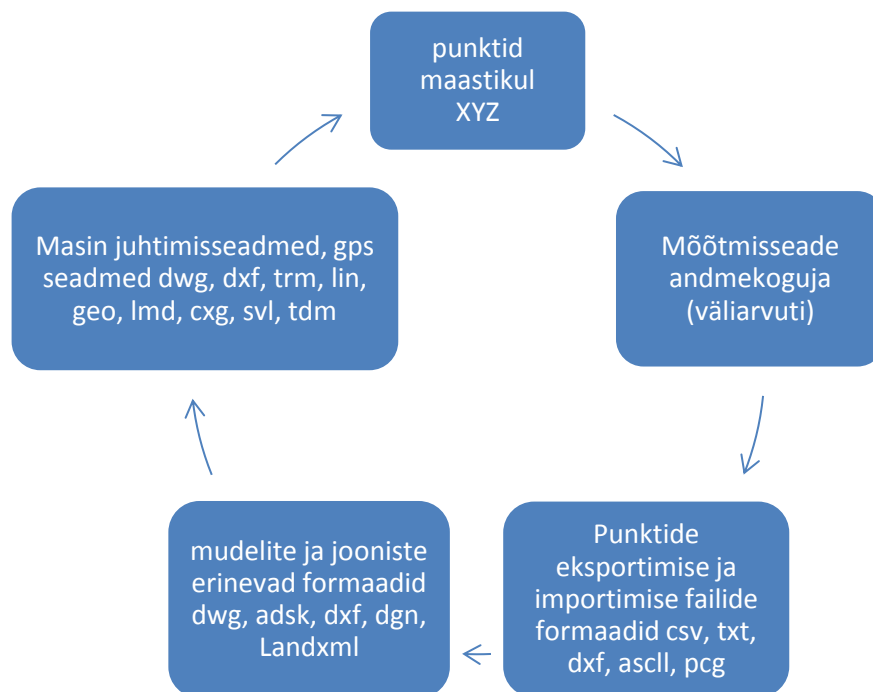 punktid
maastikul
XYZ
Mõõtmisseade
andmekoguja
(väliarvuti)
Punktide
eksportimise ja
importimise failide
formaadid csv, txt,
dxf, ascll, pcg
mudelite ja jooniste
erinevad formaadid
dwg, adsk, dxf, dgn,
Landxml
Masin juhtimisseadmed, gps
seadmed dwg, dxf, trm, lin,
geo, lmd, cxg, svl, tdm